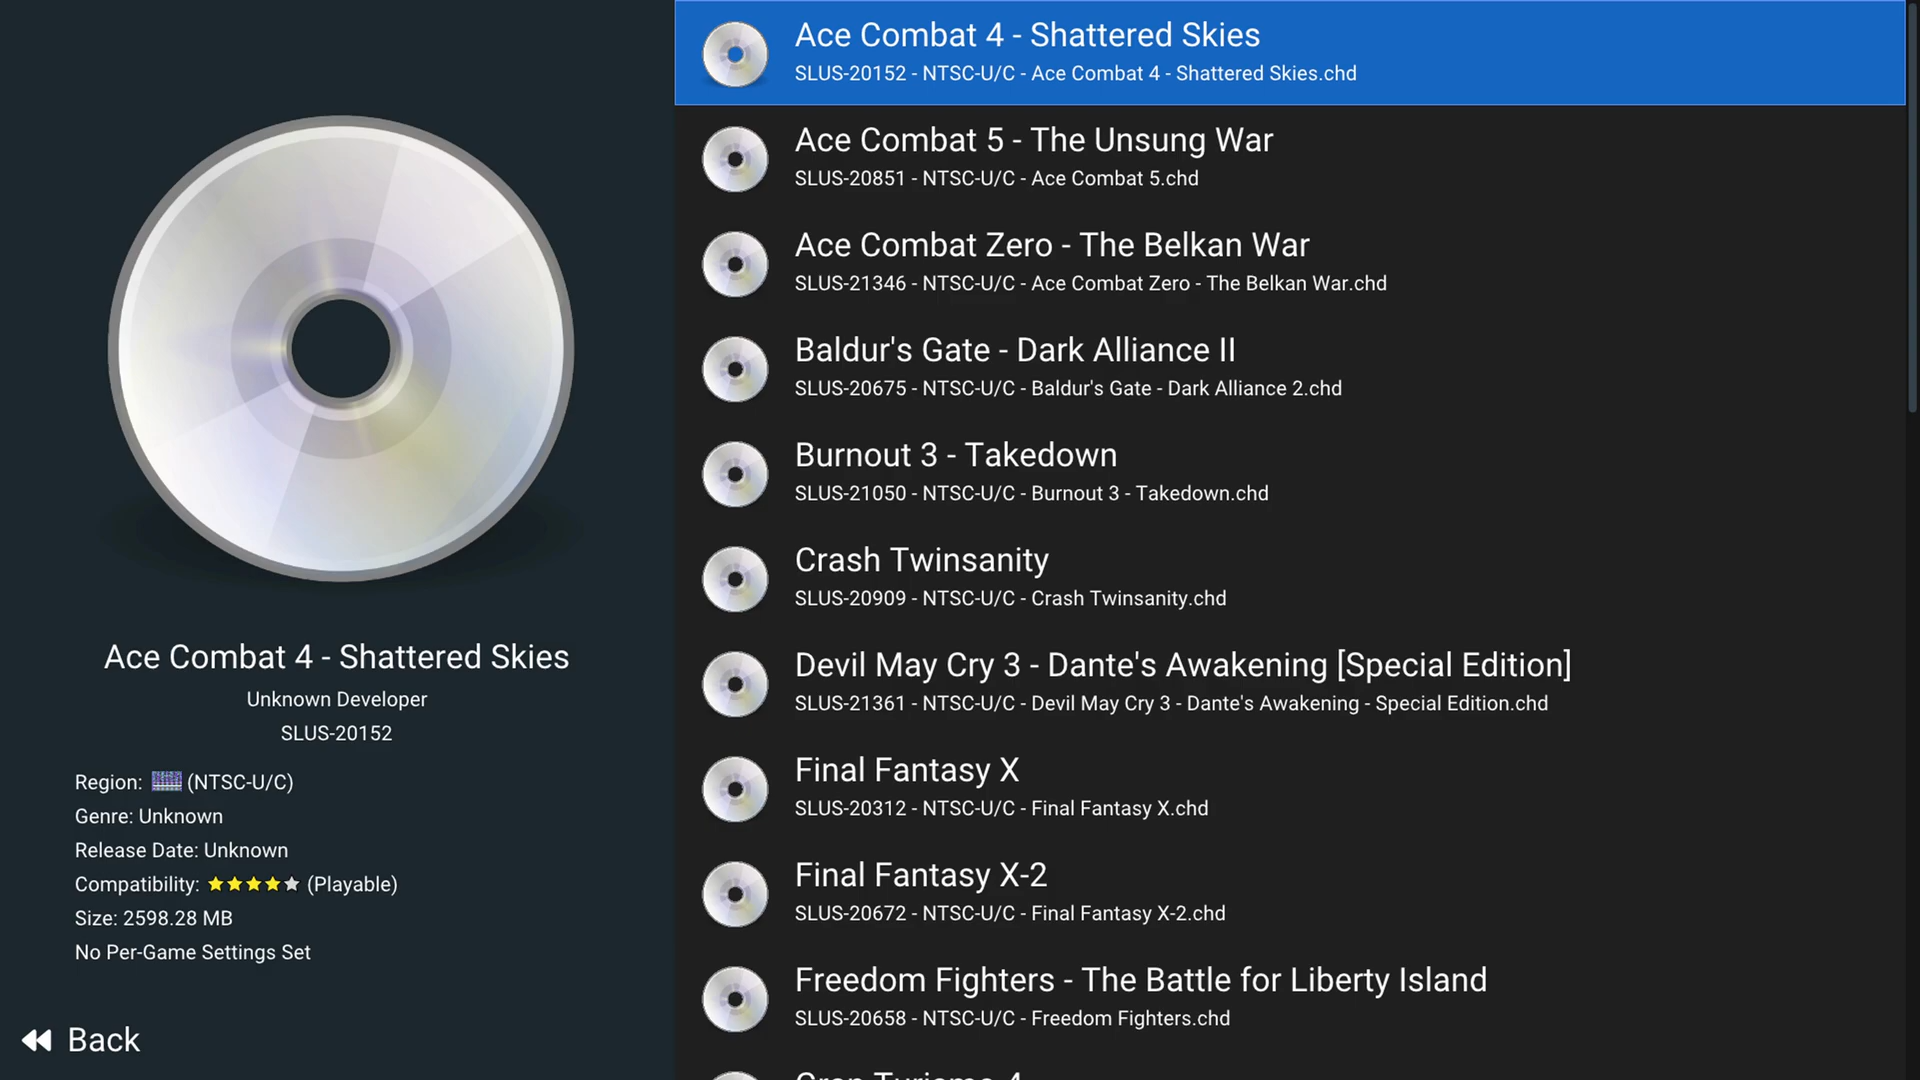 Ace Combat 4 - Shattered Skies
Unknown Developer
SLUS-20152
Region: (NTSC-U/C)
Genre: Unknown
Release Date: Unknown
Compatibility: (Playable)
Size: 2598.28 MB
No Per-Game Settings Set
Back
Ace Combat 4 - Shattered Skies
SLUS-20152 - NTSC-U/C - Ace Combat 4 - Shattered Skies.chd
Ace Combat 5 - The Unsung War
SLUS-20851 - NTSC-U/C - Ace Combat 5.chd
Ace Combat Zero - The Belkan War
SLUS-21346 - NTSC-U/C - Ace Combat Zero - The Belkan War.chd
Baldur's Gate - Dark Alliance II
SLUS-20675 - NTSC-U/C - Baldur's Gate - Dark Alliance 2.chd
Burnout 3 - Takedown
SLUS-21050 - NTSC-U/C - Burnout 3 - Takedown.chd
Crash Twinsanity
SLUS-20909 - NTSC-U/C - Crash Twinsanity.chd
Devil May Cry 3 - Dante's Awakening [Special Edition]
SLUS-21361 - NTSC-U/C - Devil May Cry 3 - Dante's Awakening - Special Edition.chd
Final Fantasy X
SLUS-20312 - NTSC-U/C - Final Fantasy X.chd
Final Fantasy X-2
SLUS-20672 - NTSC-U/C - Final Fantasy X-2.chd
Freedom Fighters - The Battle for Liberty Island
SLUS-20658 - NTSC-U/C - Freedom Fighters.chd
Gran Turismo 4